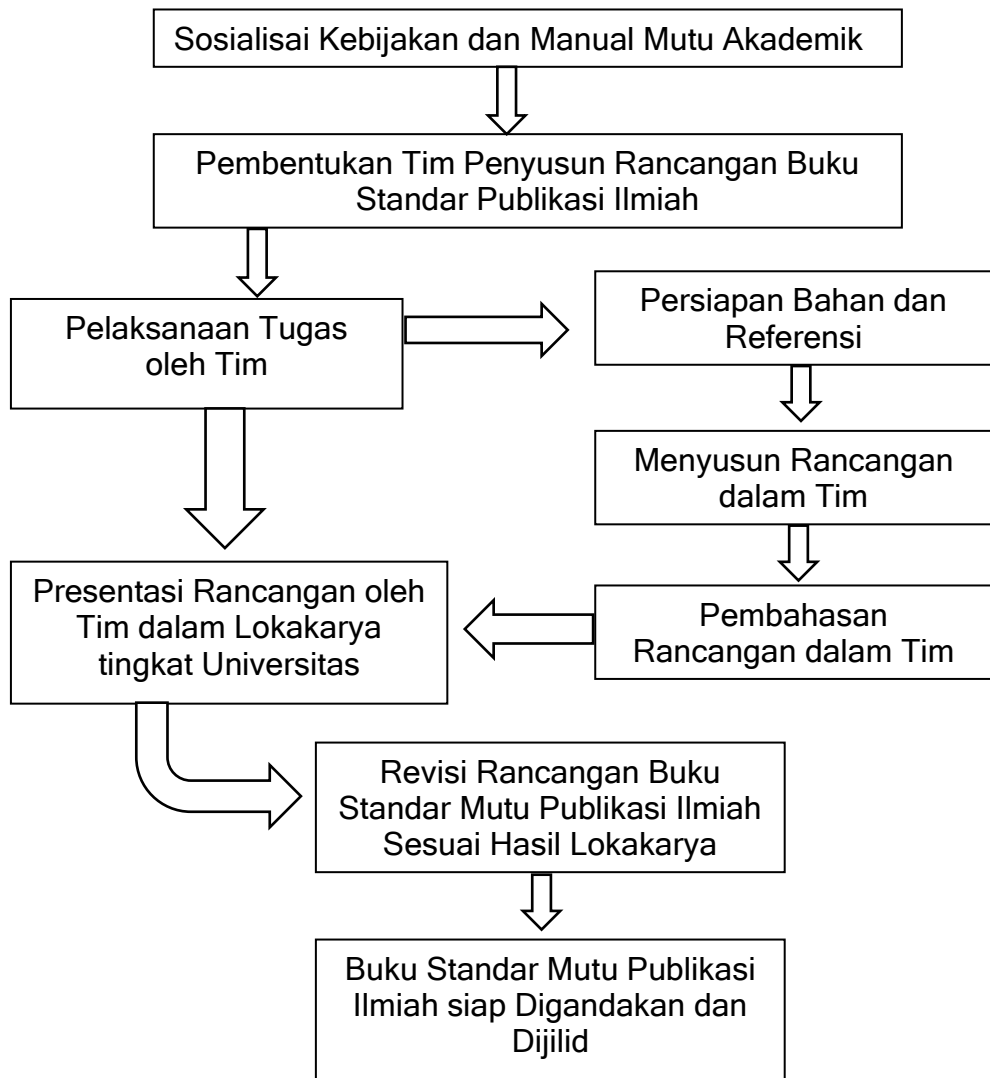 Sosialisai Kebijakan dan Manual Mutu Akademik
Pembentukan Tim Penyusun Rancangan Buku
Standar Publikasi Ilmiah
Pelaksanaan Tugas
oleh Tim
Persiapan Bahan dan
Referensi
Menyusun Rancangan
dalam Tim
Pembahasan
Rancangan dalam Tim
Presentasi Rancangan oleh
Tim dalam Lokakarya
tingkat Universitas
Revisi Rancangan Buku
Standar Mutu Publikasi Ilmiah
Sesuai Hasil Lokakarya
Buku Standar Mutu Publikasi
Ilmiah siap Digandakan dan
Dijilid